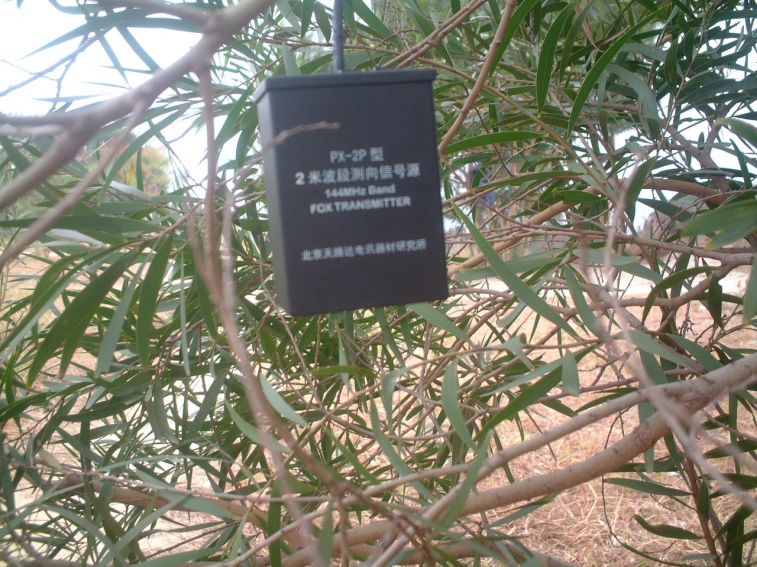 PX-2P 型
2 米波段测向信号源
144MHz Band
FOX TRANSMITTER
北京天腾达电讯器材研究所